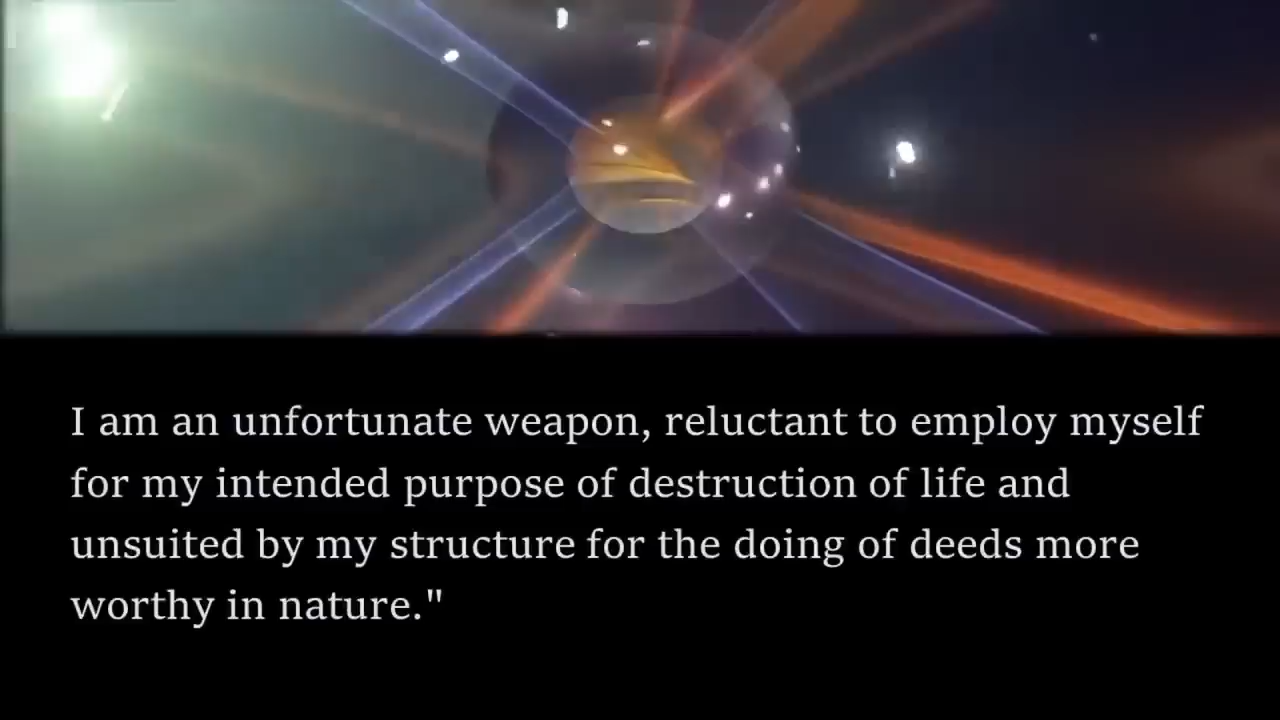 I am an unfortunate weapon, reluctant to employ myself
for my intended purpose of destruction of life and
unsuited by my structure for the doing of deeds more
worthy in nature."